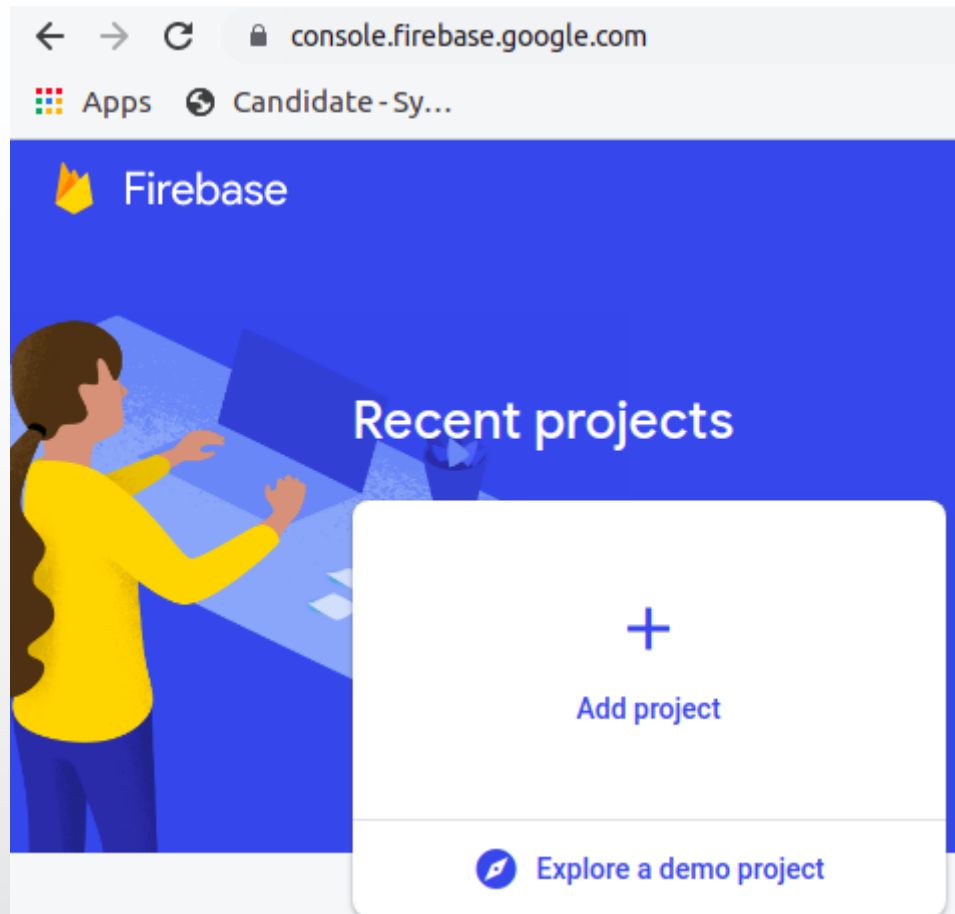 console.firebase.google.com
Apps Candidate - Sy...
Firebase
Recent projects
Add project
Explore a demo project